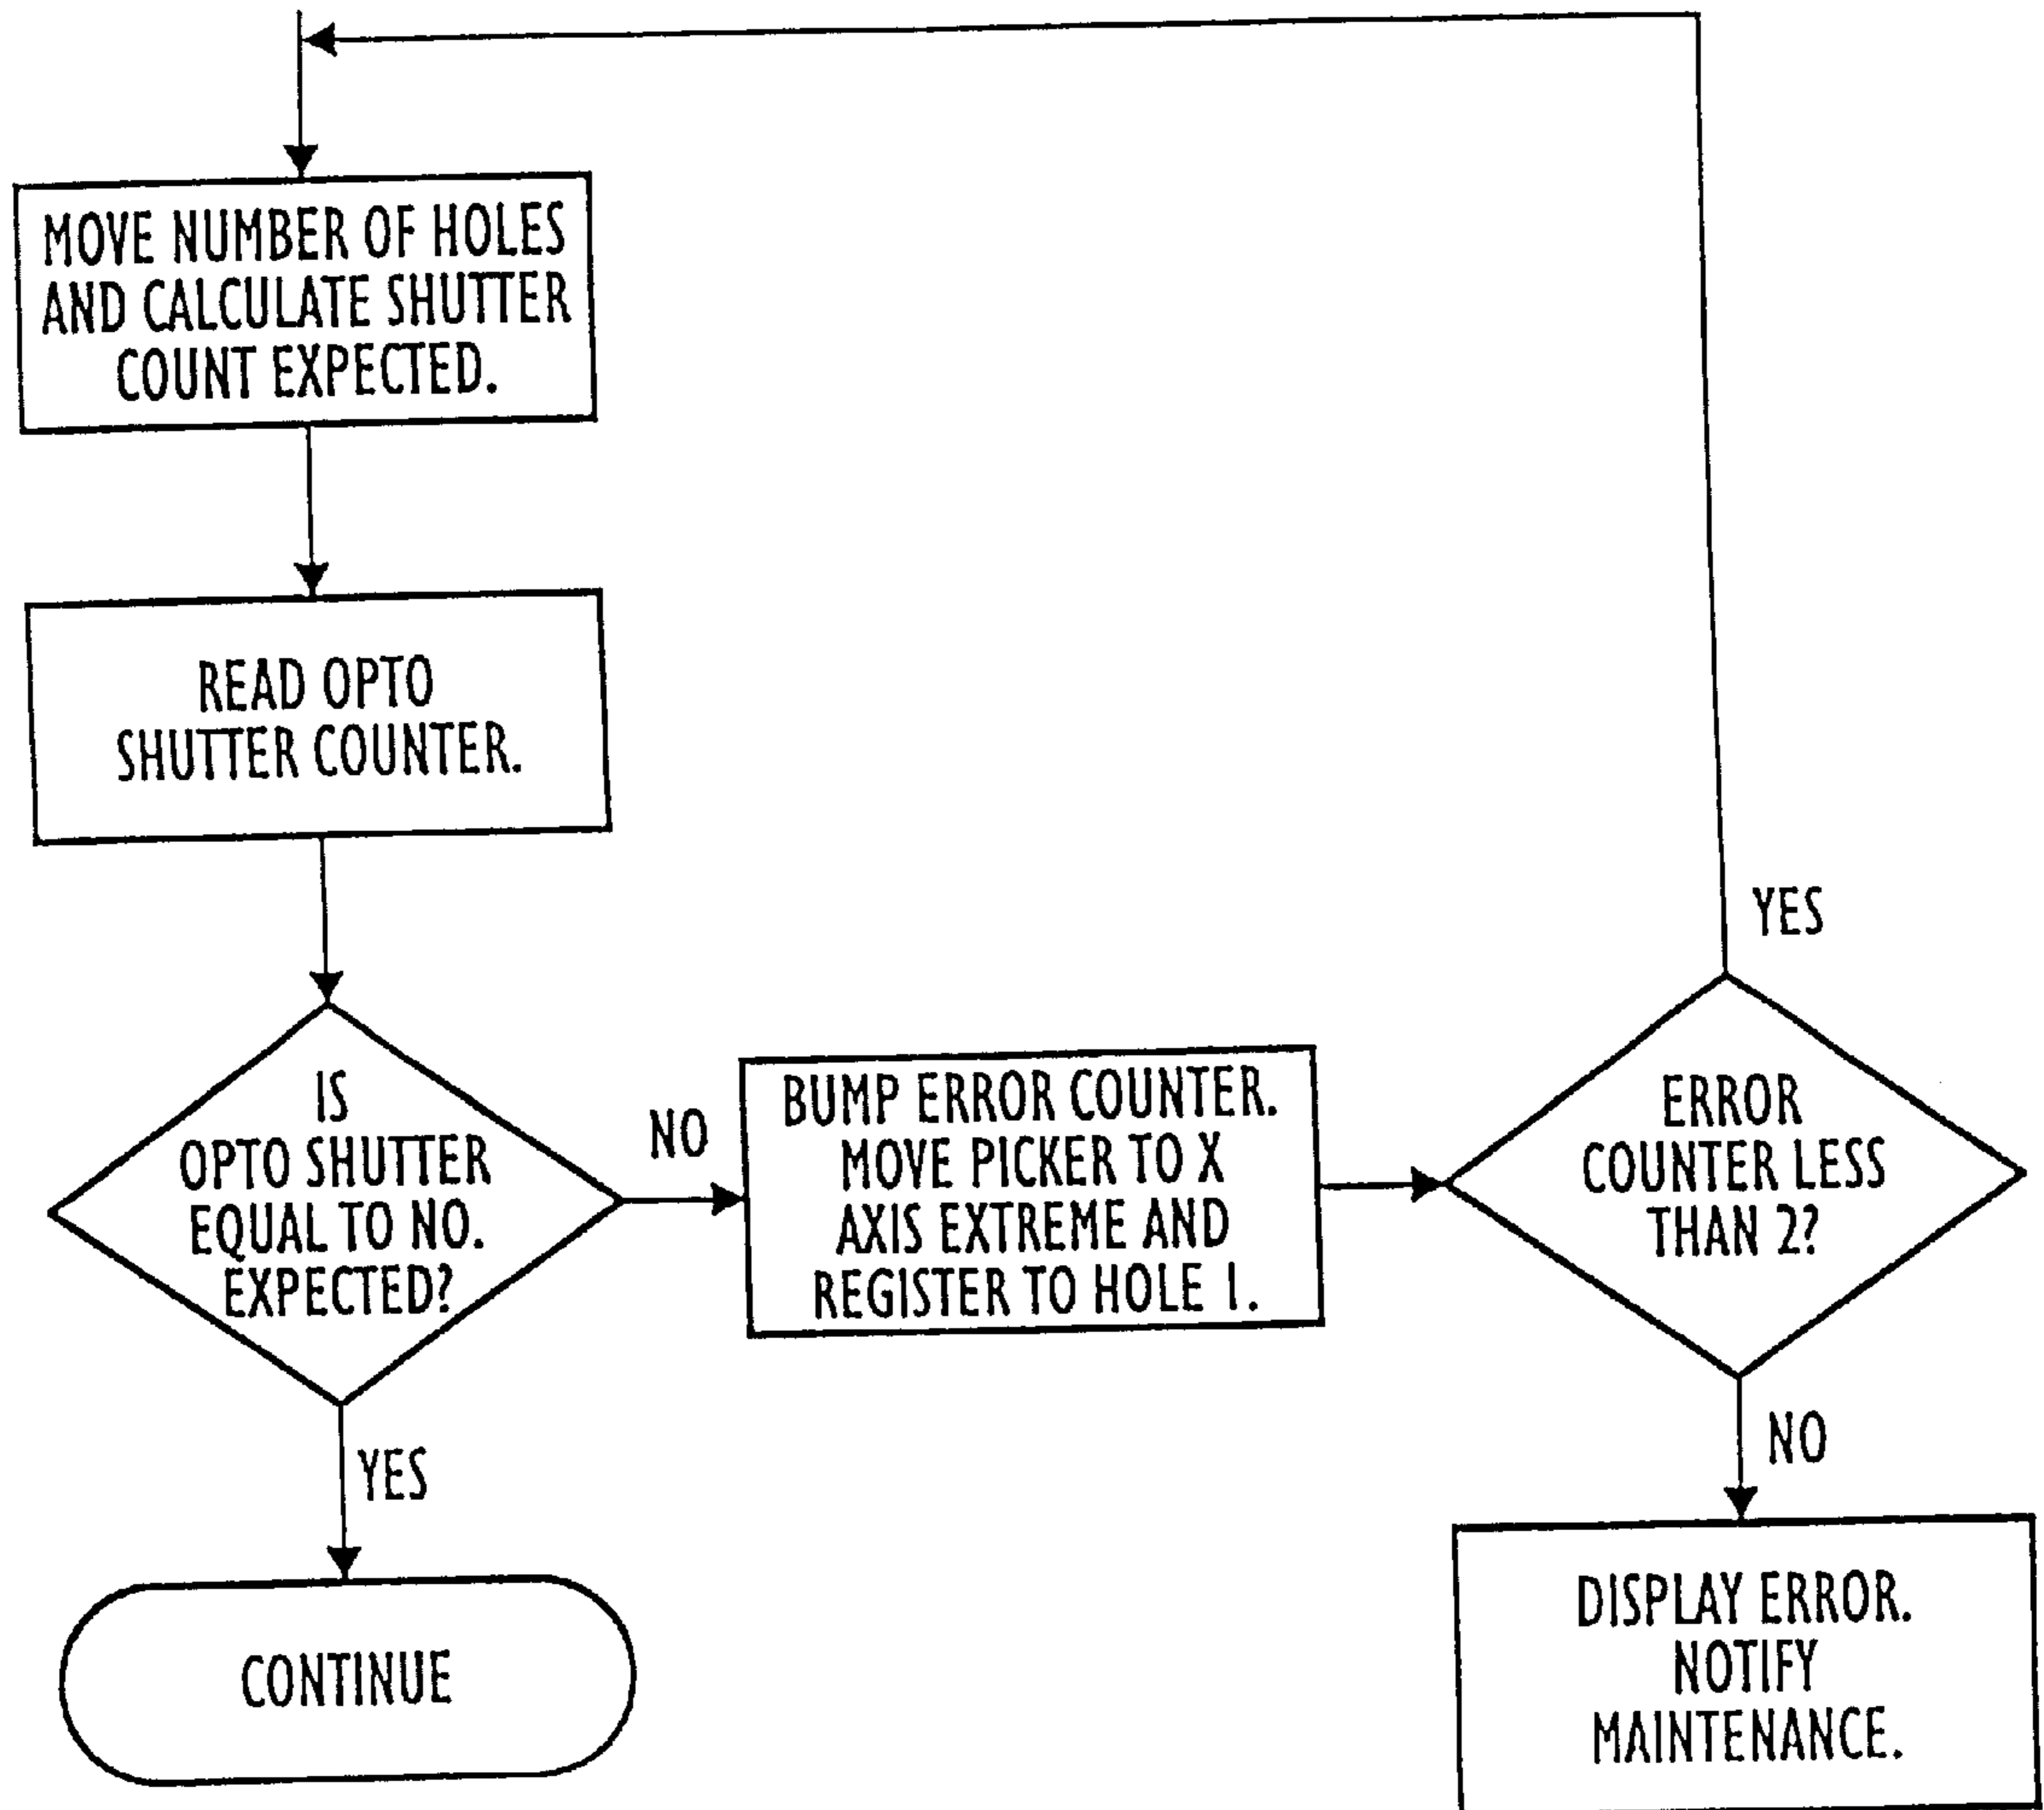 MOVE NUMBER OF HOLES
AND CALCULATE SHUTTER
COUNT EXPECTED.
READ OPTO
SHUTTER COUNTER.
IS
OPTO SHUTTER
EQUAL TO NO.
EXPECTED?
NO
BUMP ERROR COUNTER.
MOVE PICKER TO X
AXIS EXTREME AND
REGISTER TO HOLE 1.
YES
ERROR
COUNTER LESS
THAN 2?
YES
CONTINUE
NO
DISPLAY ERROR.
NOTIFY
MAINTENANCE.